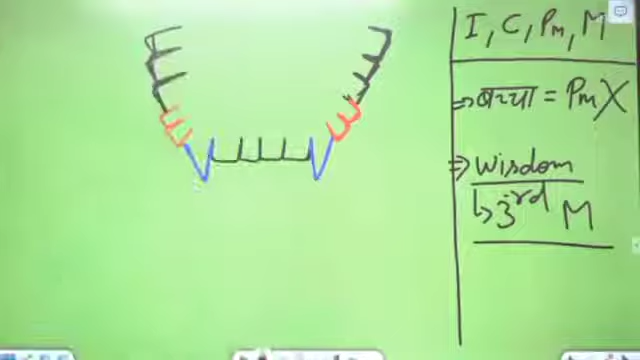 I, C, Pm, M
⇒ बच्चा = Pm X
⇒ Wisdom
↳ 3rd M